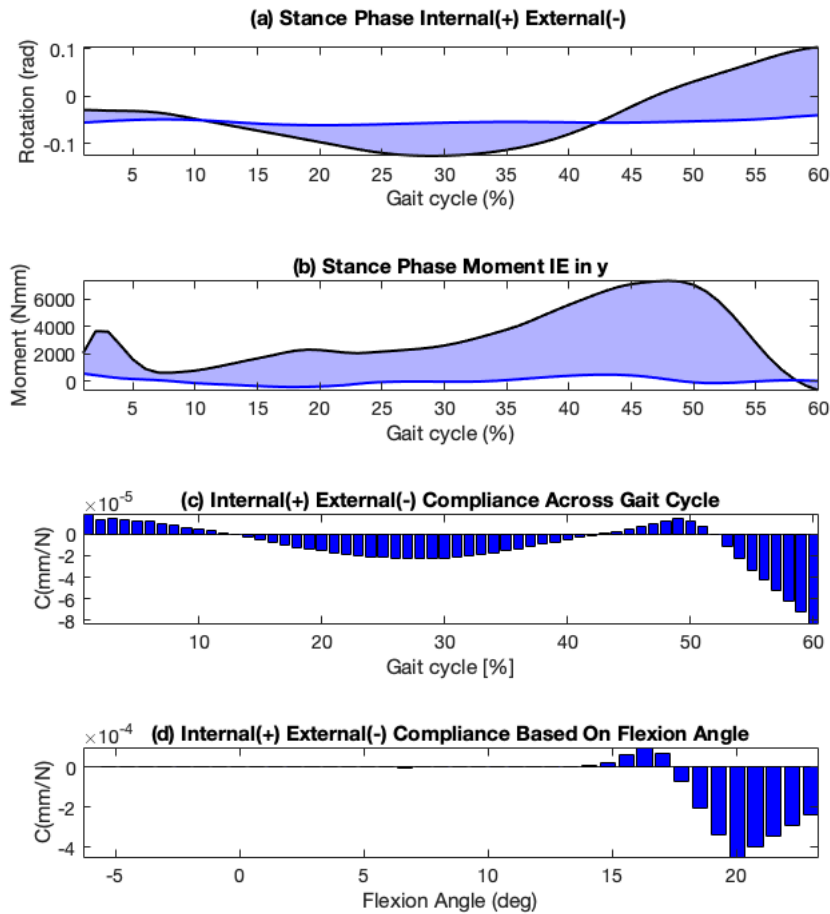 (a) Stance Phase Internal(+) External(-)
Rotation (rad)
0.1
0
-0.1
5 10 15 20 25 30 35 40 45 50 55 60
Gait cycle (%)
(b) Stance Phase Moment IE in y
Moment (Nmm)
6000
4000
2000
0
5 10 15 20 25 30 35 40 45 50 55 60
Gait cycle (%)
×10-5
(c) Internal(+) External(-) Compliance Across Gait Cycle
C(mm/N)
0
-2
-4
-6
-8
10 20 30 40 50 60
Gait cycle [%]
×10-4
(d) Internal(+) External(-) Compliance Based On Flexion Angle
C(mm/N)
0
-2
-4
-5 0 5 10 15 20
Flexion Angle (deg)